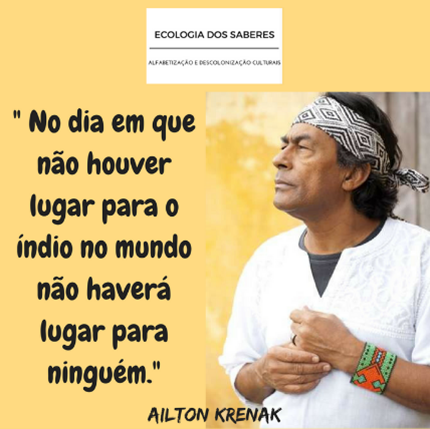 ECOLOGIA DOS SABERES
ALFABETIZAÇÃO E DESCOLONIZAÇÃO CULTURAIS
" No dia em que
não houver
lugar para o
índio no mundo
não haverá
lugar para
ninguém."
AILTON KRENAK